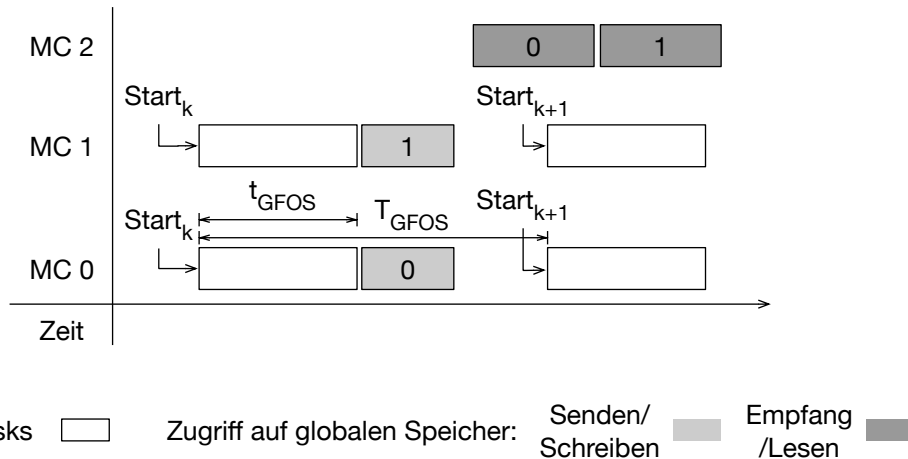 MC 2
0
1
Start_k
Start_k+1
MC 1
1
t_GFOS
T_GFOS
Start_k
Start_k+1
MC 0
0
Zeit
sks
Zugriff auf globalen Speicher:
Senden/
Schreiben
Empfang
/Lesen